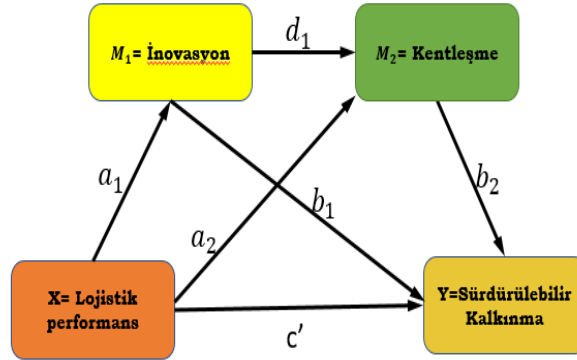 d₁
M₁= İnovasyon
M₂= Kentleşme
a₁
a₂
b₁
b₂
X= Lojistik
performans
c’
Y=Sürdürülebilir
Kalkınma